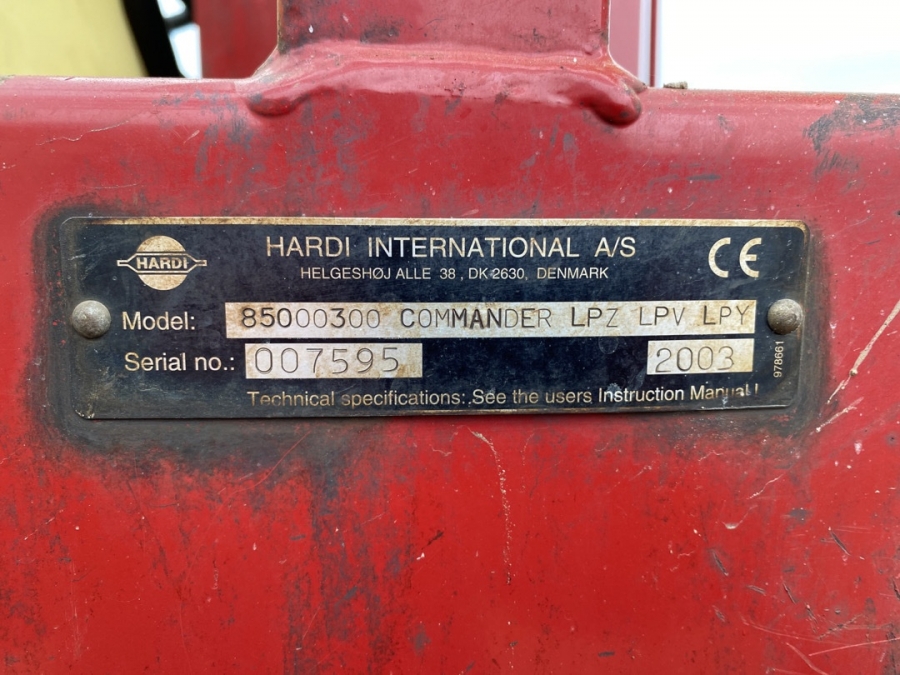 HARDI INTERNATIONAL A/S
HARDI
HELGESHØJ ALLE 38, DK-2630, DENMARK
CE
Model: 85000300 COMMANDER LPZ LPV LPY
Serial no.: 007595 2003
978661
Technical specifications: See the users Instruction Manual!